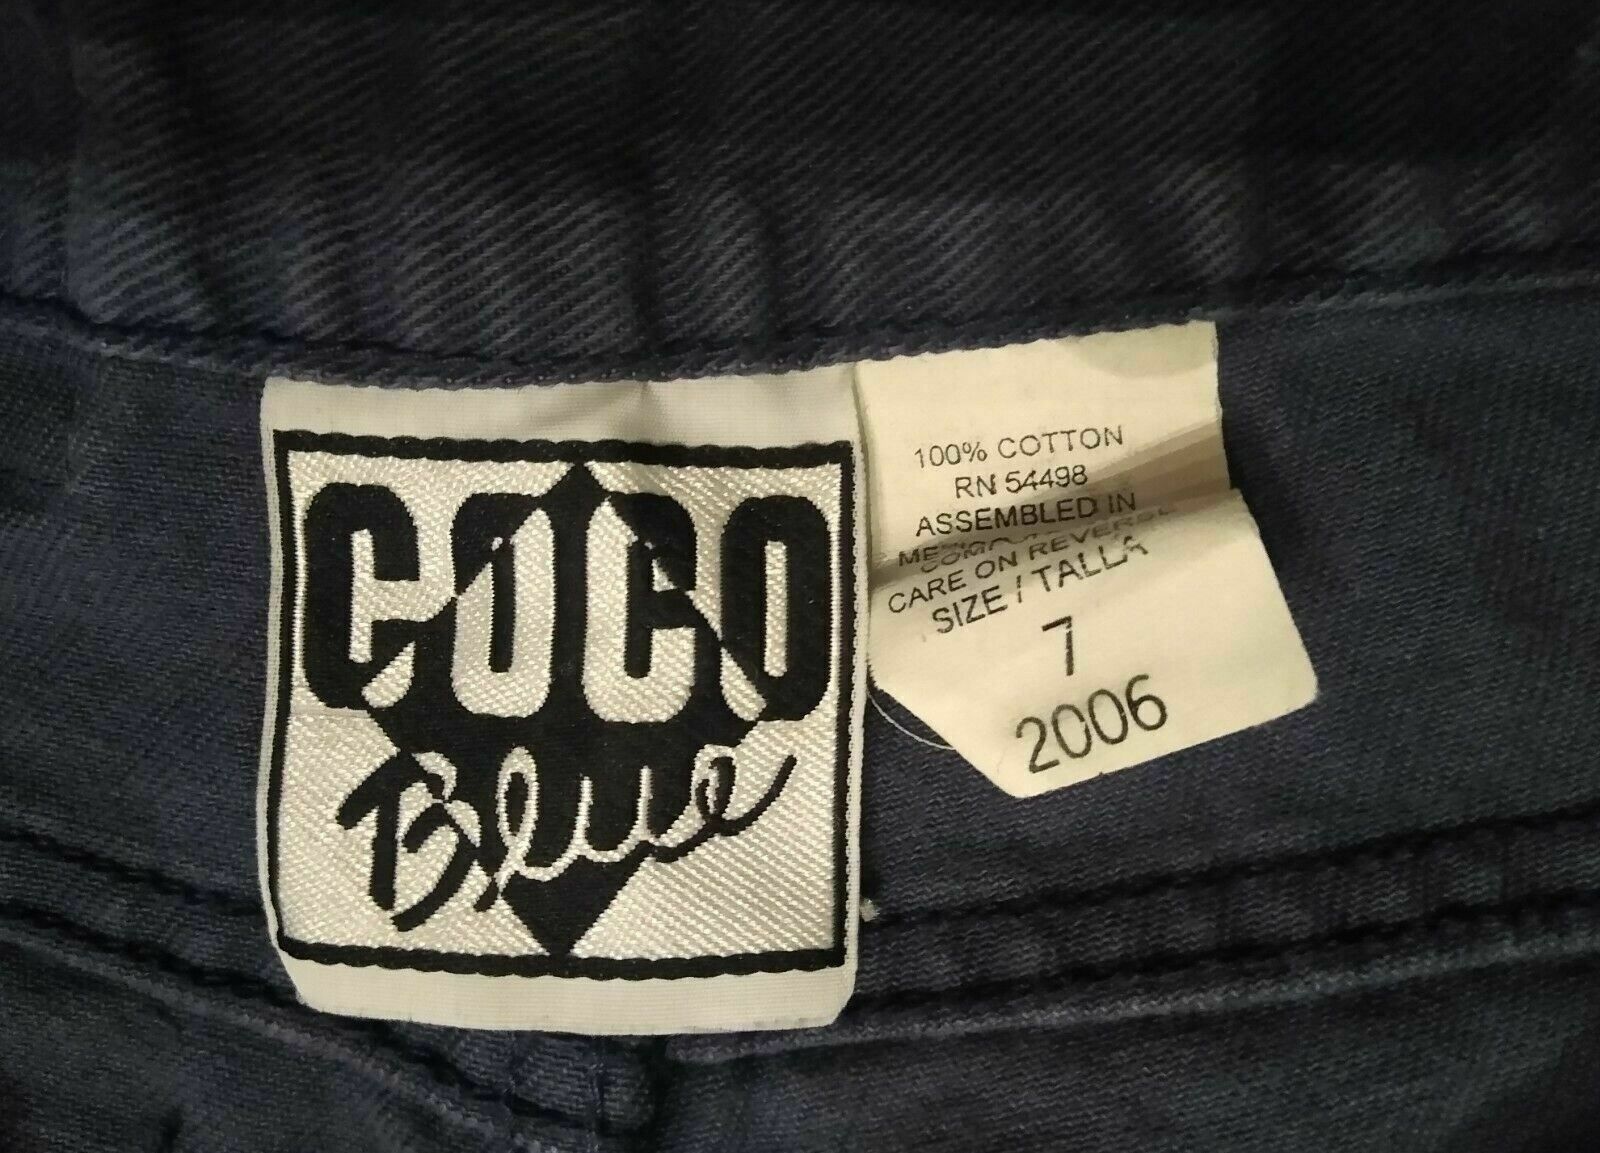 COCO
Blue
100% COTTON
RN 54498
ASSEMBLED IN
CARE ON REVERSE
SIZE / TALLA
7
2006